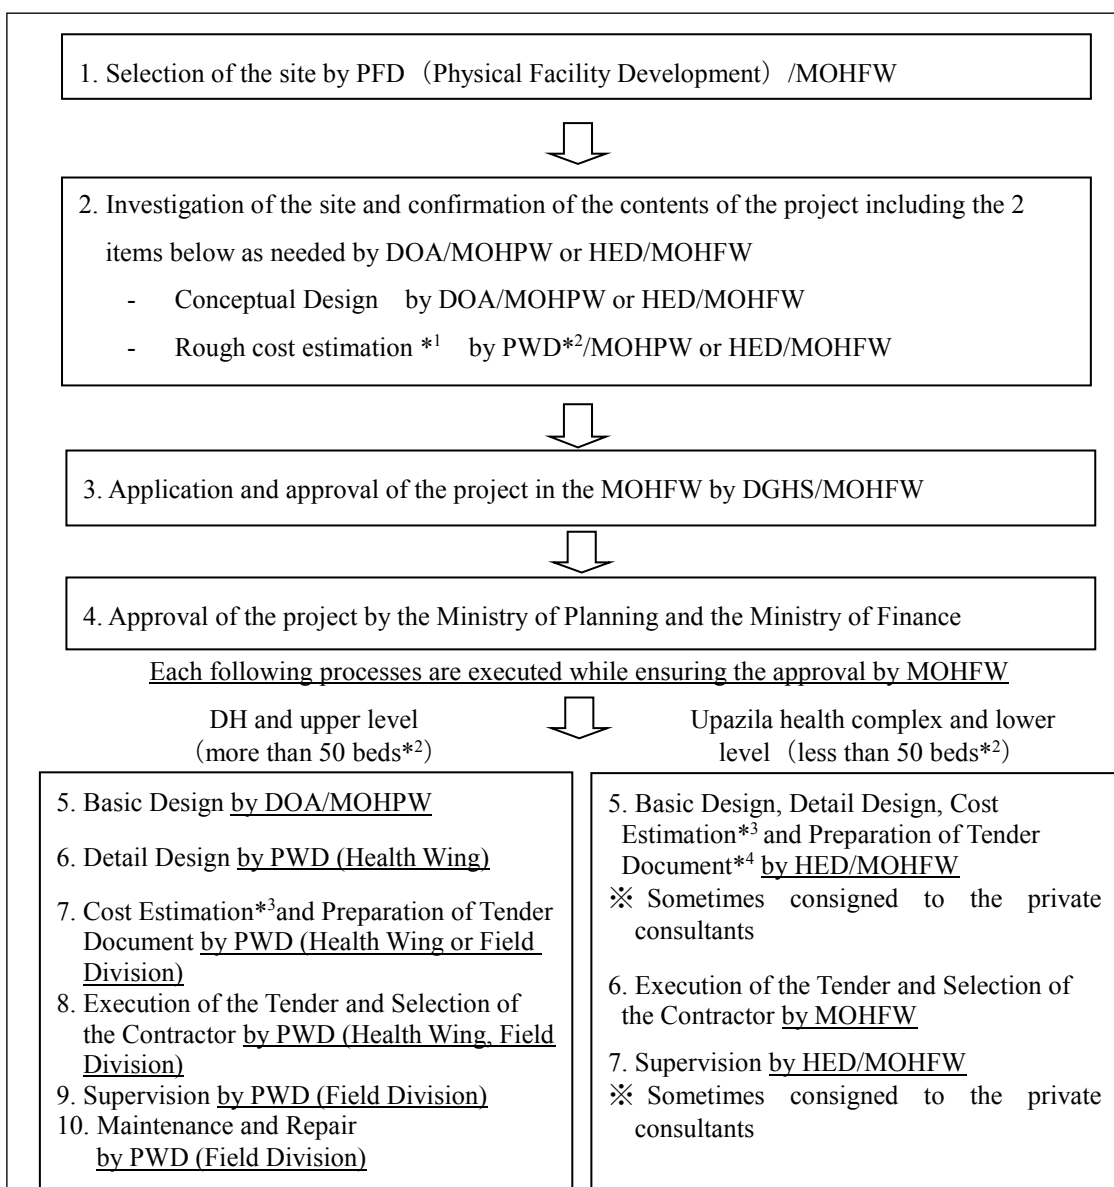 1. Selection of the site by PFD（Physical Facility Development）/MOHFW
2. Investigation of the site and confirmation of the contents of the project including the 2
items below as needed by DOA/MOHPW or HED/MOHFW
- Conceptual Design by DOA/MOHPW or HED/MOHFW
- Rough cost estimation *1 by PWD*2/MOHPW or HED/MOHFW
3. Application and approval of the project in the MOHFW by DGHS/MOHFW
4. Approval of the project by the Ministry of Planning and the Ministry of Finance
Each following processes are executed while ensuring the approval by MOHFW
DH and upper level
（more than 50 beds*2）
5. Basic Design by DOA/MOHPW
6. Detail Design by PWD (Health Wing)
7. Cost Estimation*3and Preparation of Tender
Document by PWD (Health Wing or Field
Division)
8. Execution of the Tender and Selection of
the Contractor by PWD (Health Wing, Field
Division)
9. Supervision by PWD (Field Division)
10. Maintenance and Repair
by PWD (Field Division)
Upazila health complex and lower
level（less than 50 beds*2）
5. Basic Design, Detail Design, Cost
Estimation*3 and Preparation of Tender
Document*4 by HED/MOHFW
※ Sometimes consigned to the private
consultants
6. Execution of the Tender and Selection of
the Contractor by MOHFW
7. Supervision by HED/MOHFW
※ Sometimes consigned to the private
consultants